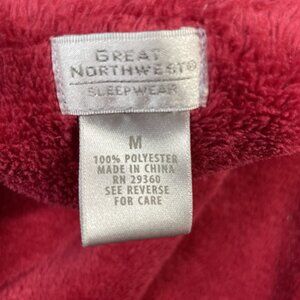 GREAT
NORTHWEST®
SLEEPWEAR
M
100% POLYESTER
MADE IN CHINA
RN 29360
SEE REVERSE
FOR CARE